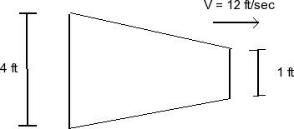 V = 12 ft/sec
4 ft
1 ft